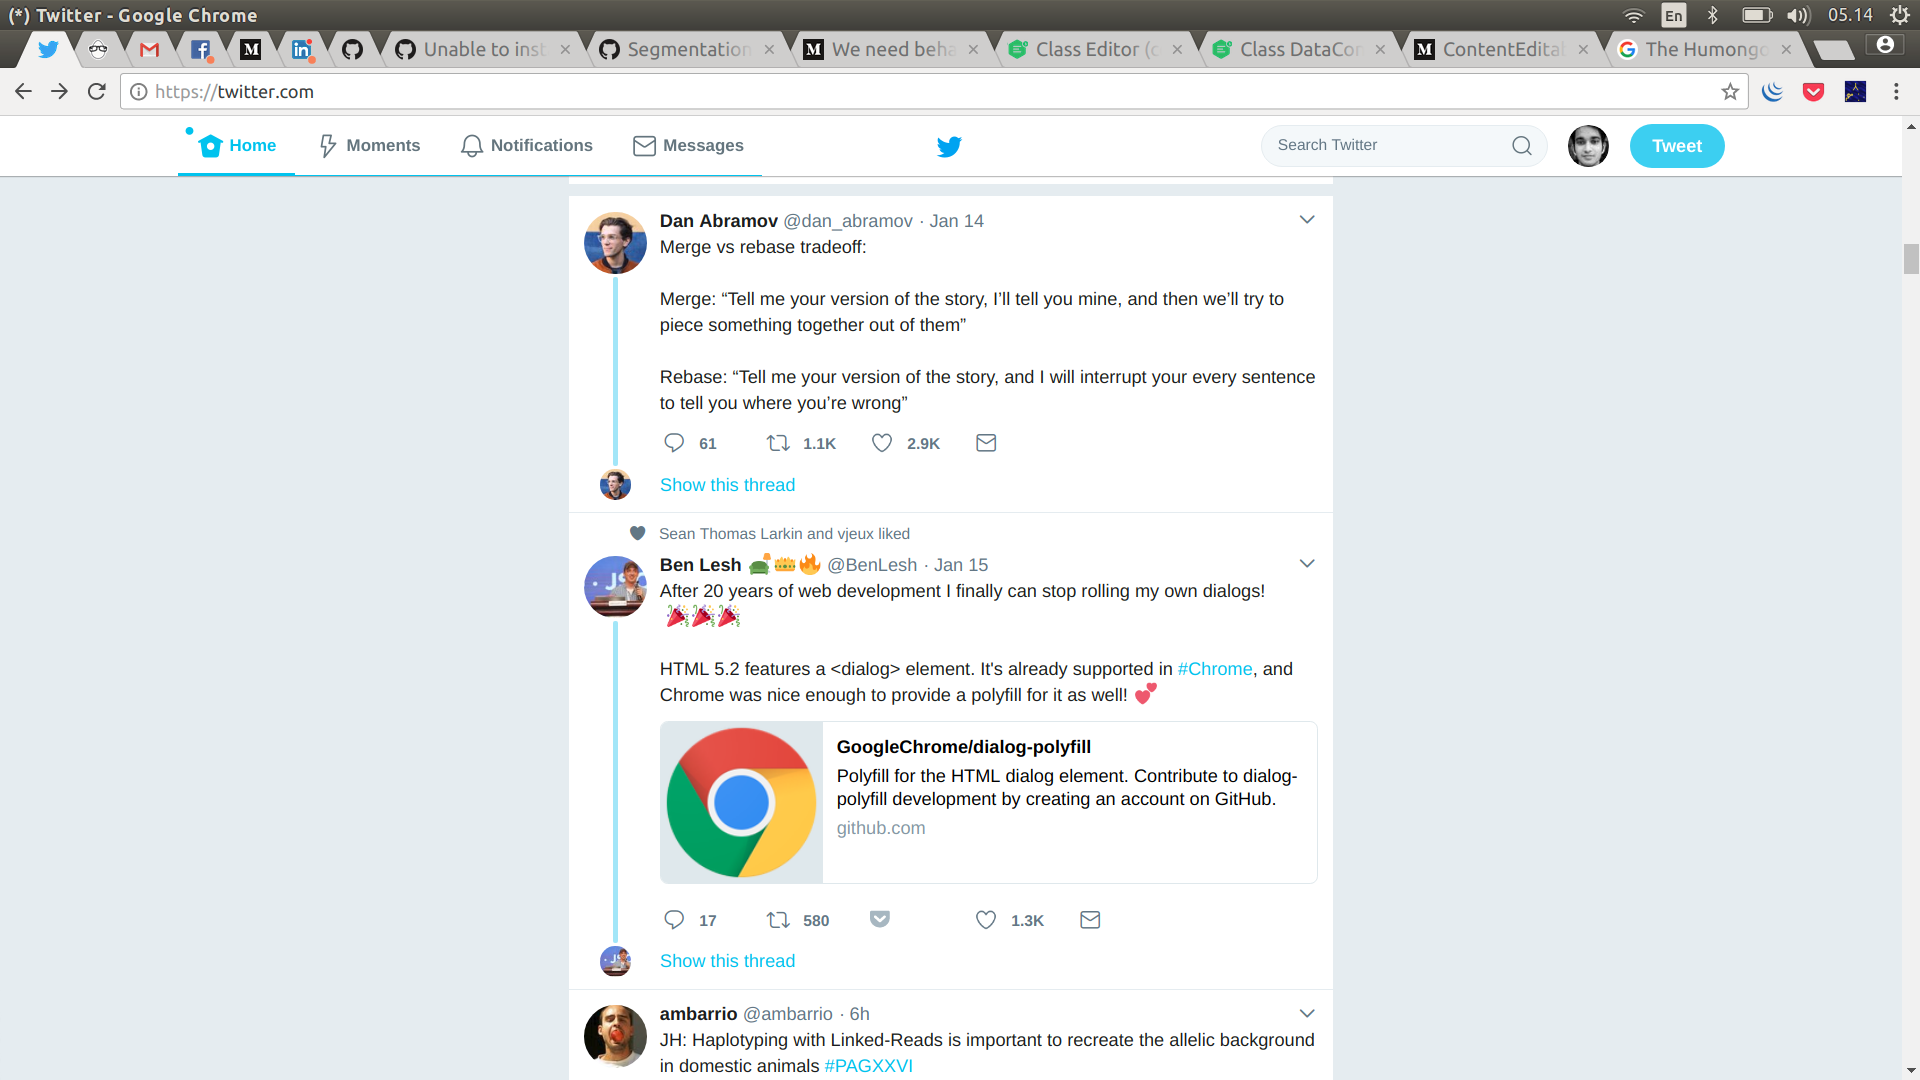 (*) Twitter - Google Chrome
En
05.14
Unable to inst
Segmentation
We need beha
Class Editor (c
Class DataCon
ContentEditab
The Humongo
https://twitter.com
Home
Moments
Notifications
Messages
Search Twitter
Tweet
Dan Abramov @dan_abramov · Jan 14
Merge vs rebase tradeoff:
Merge: “Tell me your version of the story, I’ll tell you mine, and then we’ll try to
piece something together out of them”
Rebase: “Tell me your version of the story, and I will interrupt your every sentence
to tell you where you’re wrong”
61
1.1K
2.9K
Show this thread
Sean Thomas Larkin and vjeux liked
Ben Lesh 🛋️👑🔥 @BenLesh · Jan 15
After 20 years of web development I finally can stop rolling my own dialogs!
🎉🎉🎉
HTML 5.2 features a <dialog> element. It's already supported in #Chrome, and
Chrome was nice enough to provide a polyfill for it as well! 💕
GoogleChrome/dialog-polyfill
Polyfill for the HTML dialog element. Contribute to dialog-
polyfill development by creating an account on GitHub.
github.com
17
580
1.3K
Show this thread
ambarrio @ambarrio · 6h
JH: Haplotyping with Linked-Reads is important to recreate the allelic background
in domestic animals #PAGXXVI